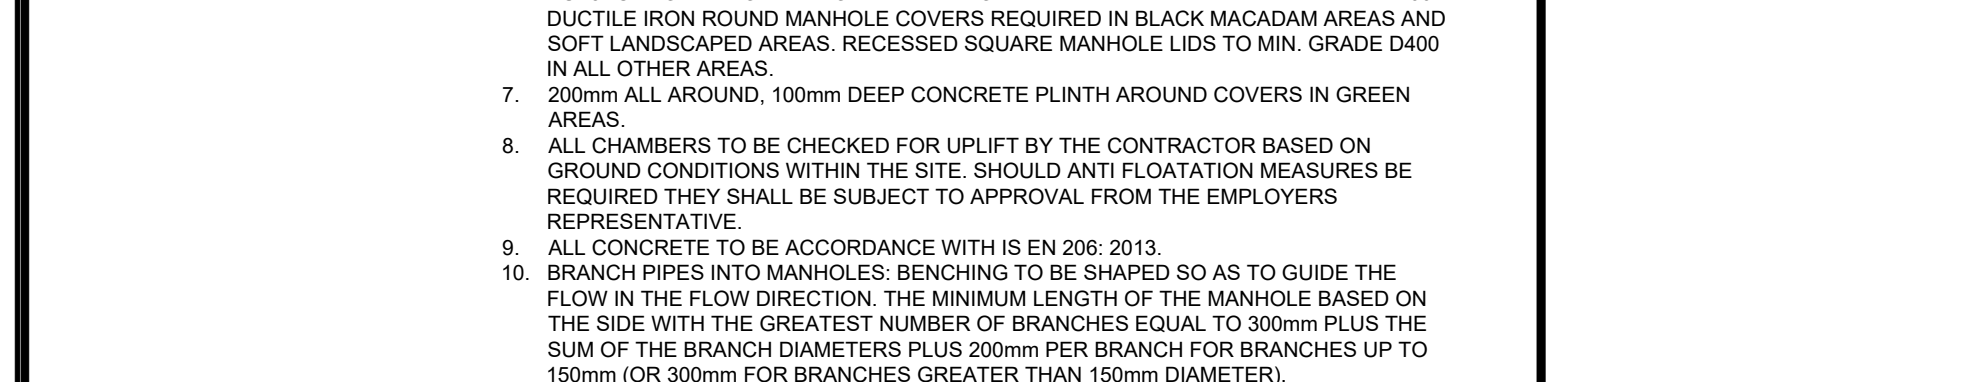 DUCTILE IRON ROUND MANHOLE COVERS REQUIRED IN BLACK MACADAM AREAS AND
SOFT LANDSCAPED AREAS. RECESSED SQUARE MANHOLE LIDS TO MIN. GRADE D400
IN ALL OTHER AREAS.
7. 200mm ALL AROUND, 100mm DEEP CONCRETE PLINTH AROUND COVERS IN GREEN
AREAS.
8. ALL CHAMBERS TO BE CHECKED FOR UPLIFT BY THE CONTRACTOR BASED ON
GROUND CONDITIONS WITHIN THE SITE. SHOULD ANTI FLOATATION MEASURES BE
REQUIRED THEY SHALL BE SUBJECT TO APPROVAL FROM THE EMPLOYERS
REPRESENTATIVE.
9. ALL CONCRETE TO BE ACCORDANCE WITH IS EN 206: 2013.
10. BRANCH PIPES INTO MANHOLES: BENCHING TO BE SHAPED SO AS TO GUIDE THE
FLOW IN THE FLOW DIRECTION. THE MINIMUM LENGTH OF THE MANHOLE BASED ON
THE SIDE WITH THE GREATEST NUMBER OF BRANCHES EQUAL TO 300mm PLUS THE
SUM OF THE BRANCH DIAMETERS PLUS 200mm PER BRANCH FOR BRANCHES UP TO
150mm (OR 300mm FOR BRANCHES GREATER THAN 150mm DIAMETER).